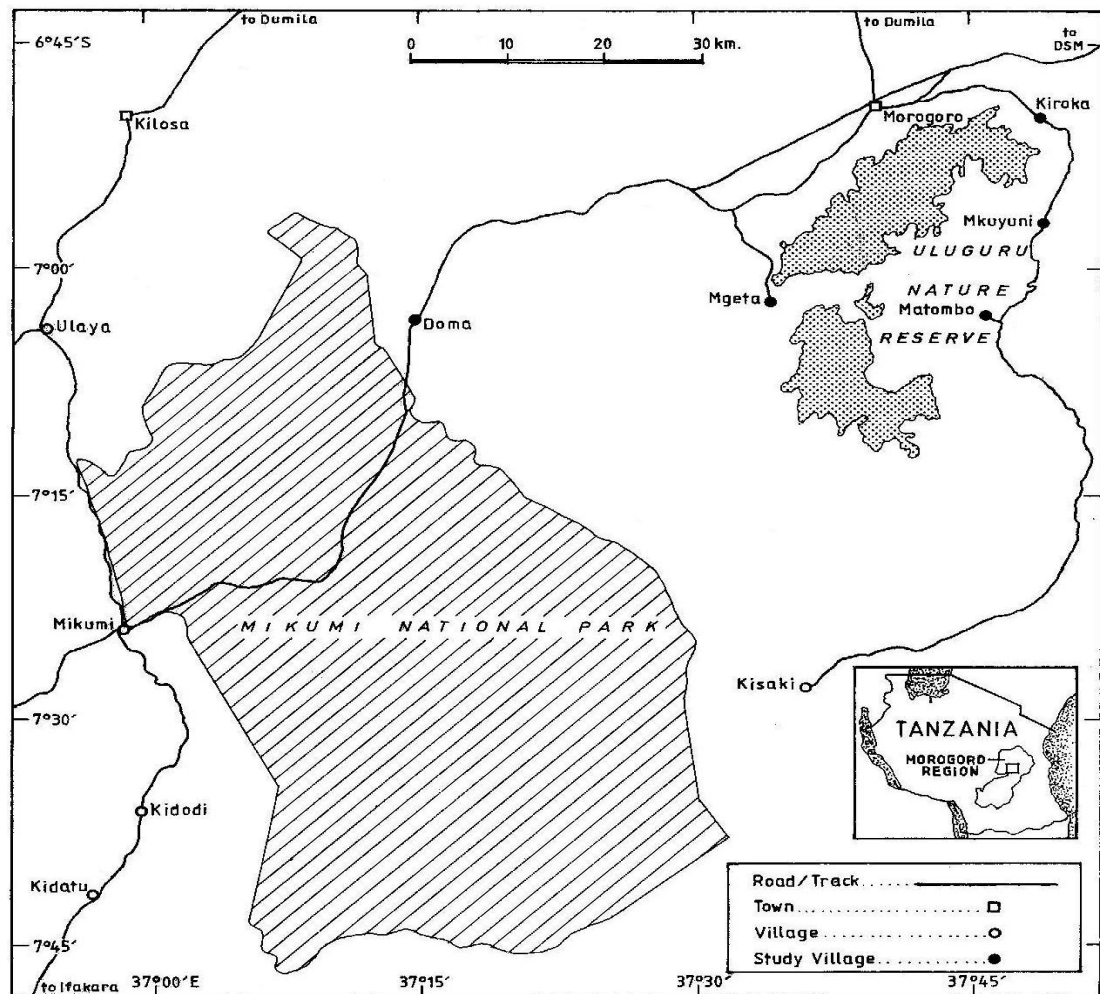 to Dumila
to Dumila
to
DSM
6°45'S
0 10 20 30 km.
Kilosa
Morogoro
Kiroka
Mkuyuni
ULUGURU
7°00'
NATURE
Mgeta
Matombo
RESERVE
Ulaya
Doma
7°15'
Mikumi
MIKUMI NATIONAL PARK
Kisaki
7°30'
TANZANIA
MOROGORO
REGION
Kidodi
Kidatu
7°45'
to Ifakara
37°00'E
37°15'
37°30'
37°45'
Road/Track
Town
Village
Study Village